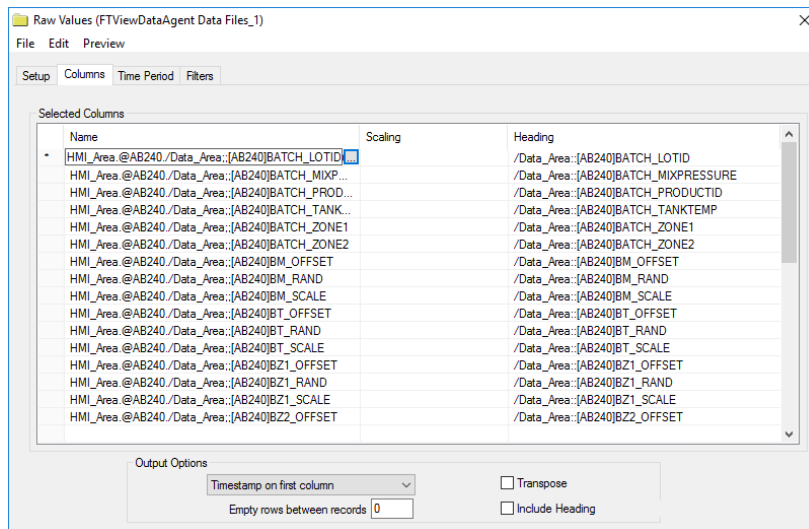 Raw Values (FTViewDataAgent Data Files_1)
File Edit Preview
Setup Columns Time Period Filters
Selected Columns
Name Scaling Heading
* HMI_Area.@AB240./Data_Area;;[AB240]BATCH_LOTID ... /Data_Area::[AB240]BATCH_LOTID
HMI_Area.@AB240./Data_Area;;[AB240]BATCH_MIXP... /Data_Area::[AB240]BATCH_MIXPRESSURE
HMI_Area.@AB240./Data_Area;;[AB240]BATCH_PROD... /Data_Area::[AB240]BATCH_PRODUCTID
HMI_Area.@AB240./Data_Area;;[AB240]BATCH_TANK... /Data_Area::[AB240]BATCH_TANKTEMP
HMI_Area.@AB240./Data_Area;;[AB240]BATCH_ZONE1 /Data_Area::[AB240]BATCH_ZONE1
HMI_Area.@AB240./Data_Area;;[AB240]BATCH_ZONE2 /Data_Area::[AB240]BATCH_ZONE2
HMI_Area.@AB240./Data_Area;;[AB240]BM_OFFSET /Data_Area::[AB240]BM_OFFSET
HMI_Area.@AB240./Data_Area;;[AB240]BM_RAND /Data_Area::[AB240]BM_RAND
HMI_Area.@AB240./Data_Area;;[AB240]BM_SCALE /Data_Area::[AB240]BM_SCALE
HMI_Area.@AB240./Data_Area;;[AB240]BT_OFFSET /Data_Area::[AB240]BT_OFFSET
HMI_Area.@AB240./Data_Area;;[AB240]BT_RAND /Data_Area::[AB240]BT_RAND
HMI_Area.@AB240./Data_Area;;[AB240]BT_SCALE /Data_Area::[AB240]BT_SCALE
HMI_Area.@AB240./Data_Area;;[AB240]BZ1_OFFSET /Data_Area::[AB240]BZ1_OFFSET
HMI_Area.@AB240./Data_Area;;[AB240]BZ1_RAND /Data_Area::[AB240]BZ1_RAND
HMI_Area.@AB240./Data_Area;;[AB240]BZ1_SCALE /Data_Area::[AB240]BZ1_SCALE
HMI_Area.@AB240./Data_Area;;[AB240]BZ2_OFFSET /Data_Area::[AB240]BZ2_OFFSET
Output Options
Timestamp on first column Transpose
Empty rows between records 0 Include Heading